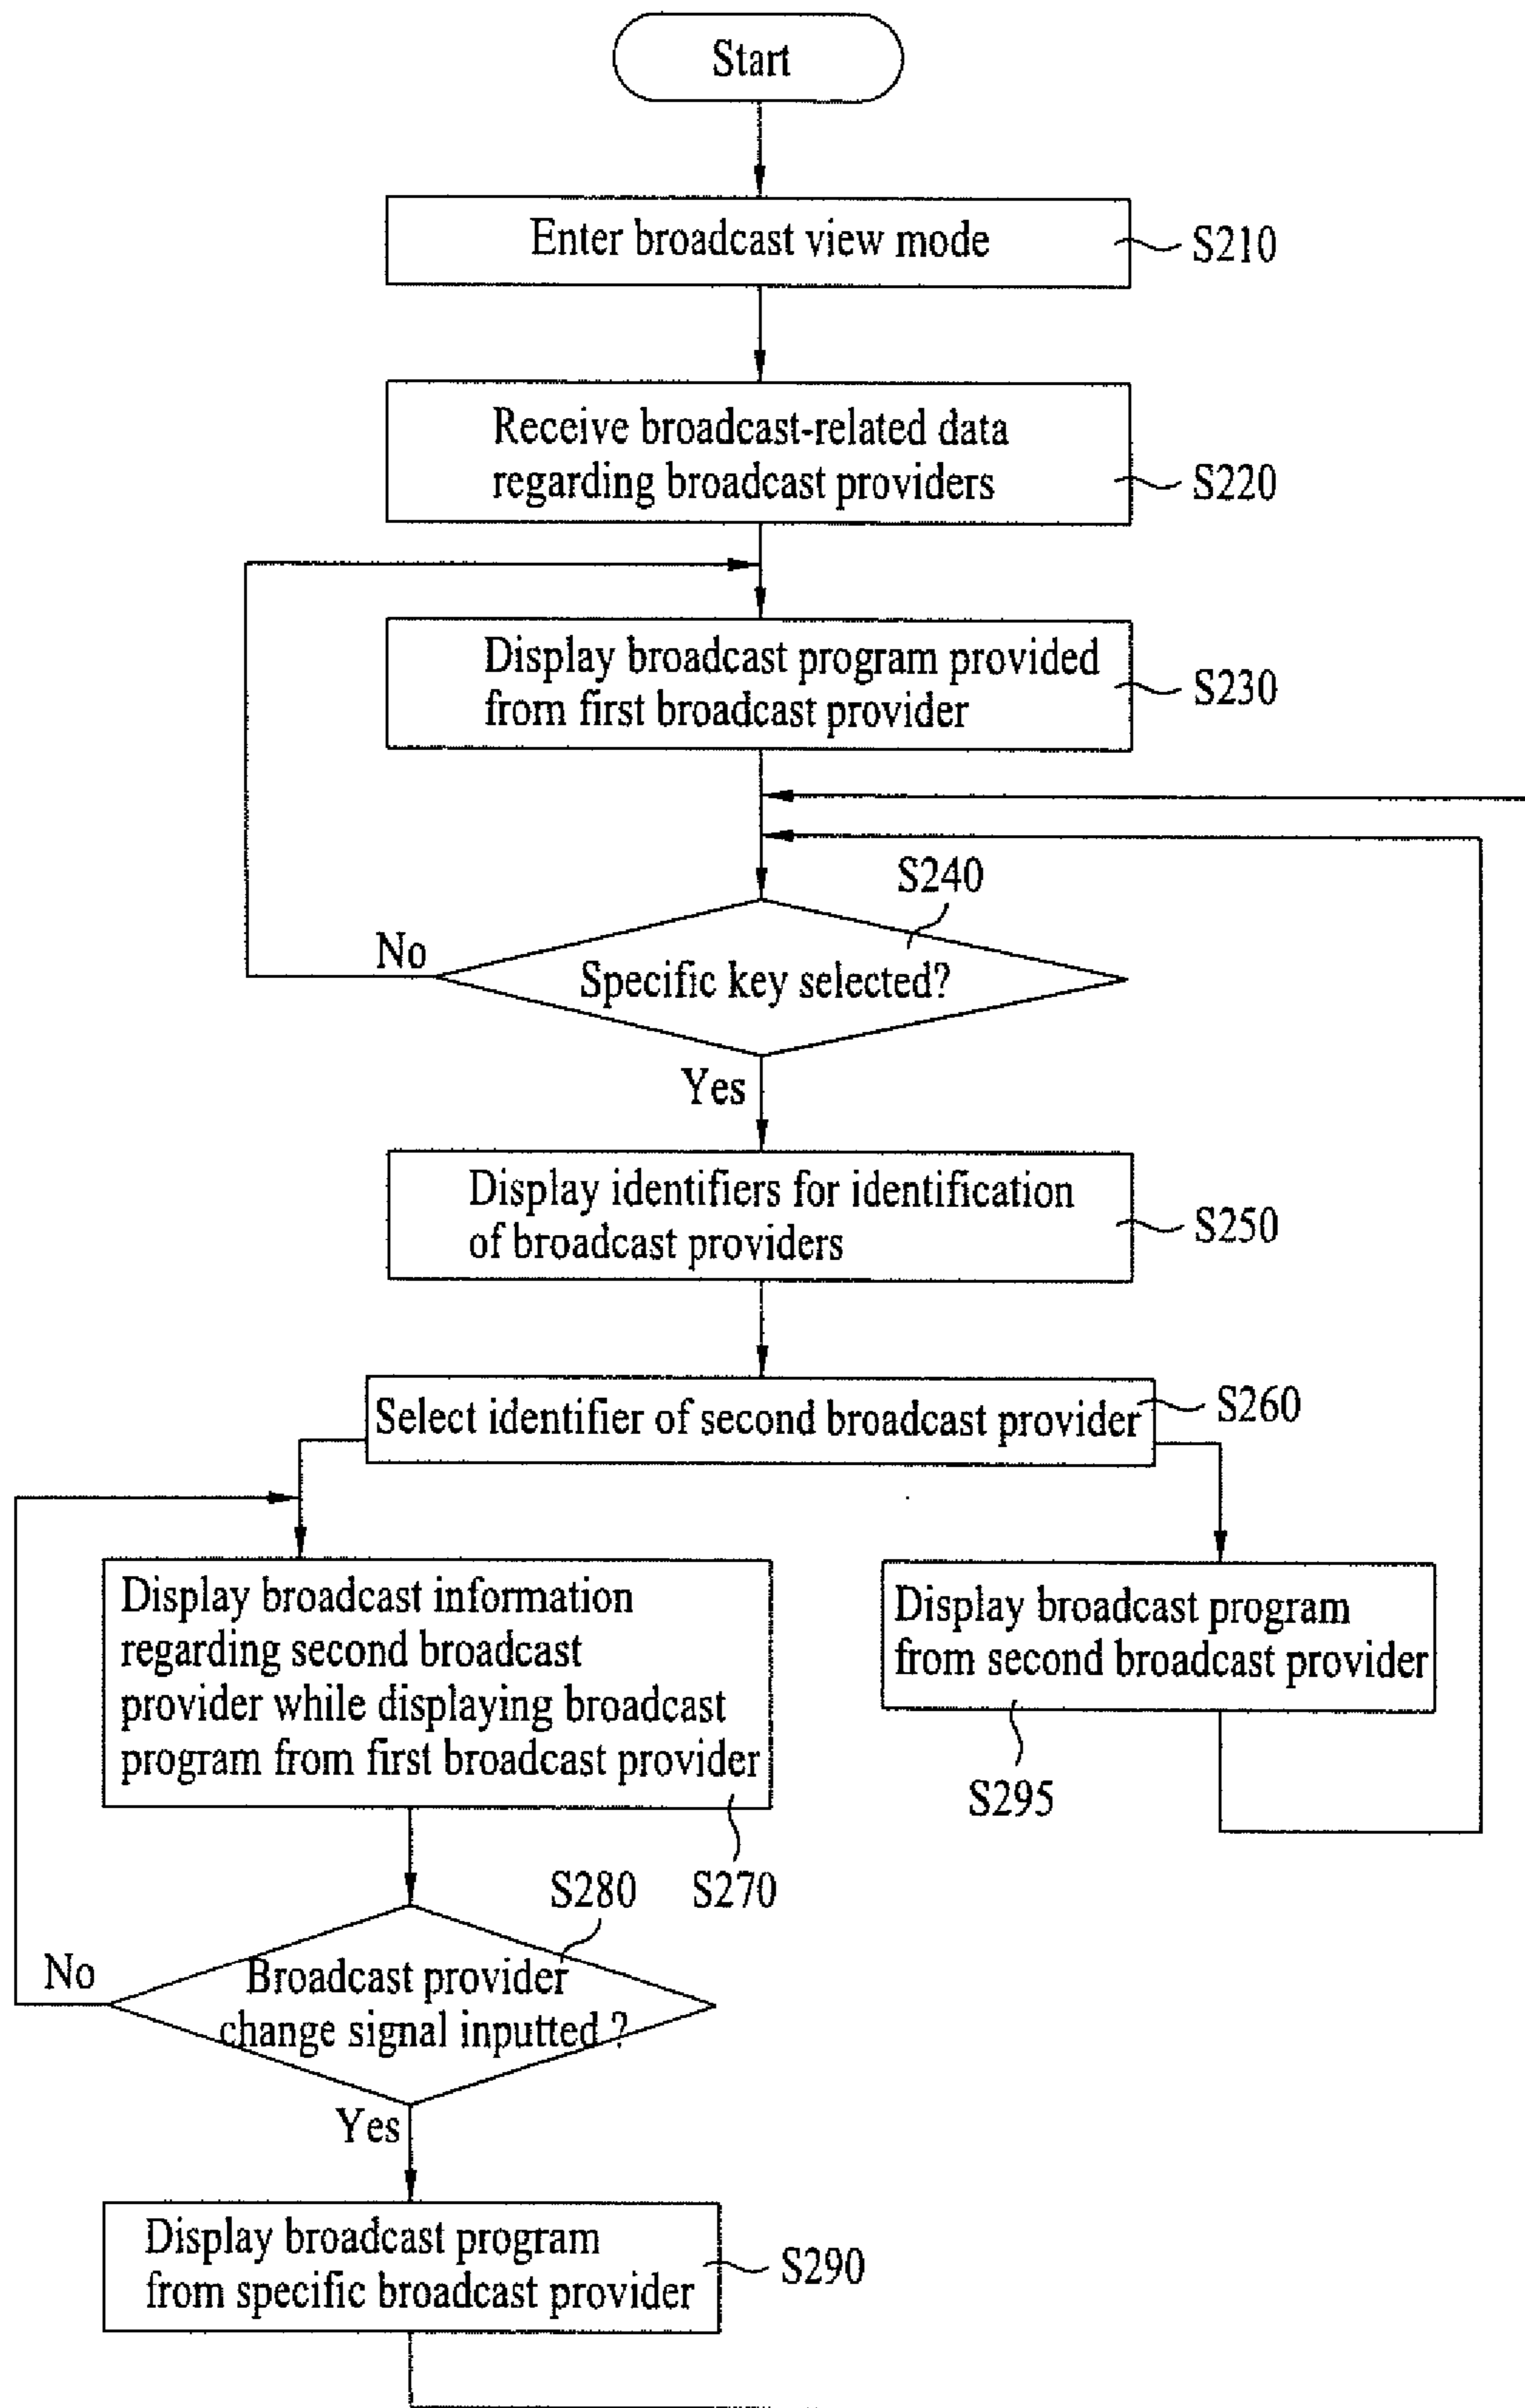 Start
Enter broadcast view mode
S210
Receive broadcast-related data
regarding broadcast providers
S220
Display broadcast program provided
from first broadcast provider
S230
S240
No
Specific key selected?
Yes
Display identifiers for identification
of broadcast providers
S250
Select identifier of second broadcast provider
S260
Display broadcast information
regarding second broadcast
provider while displaying broadcast
program from first broadcast provider
S270
Display broadcast program
from second broadcast provider
S295
S280
No
Broadcast provider
change signal inputted ?
Yes
Display broadcast program
from specific broadcast provider
S290